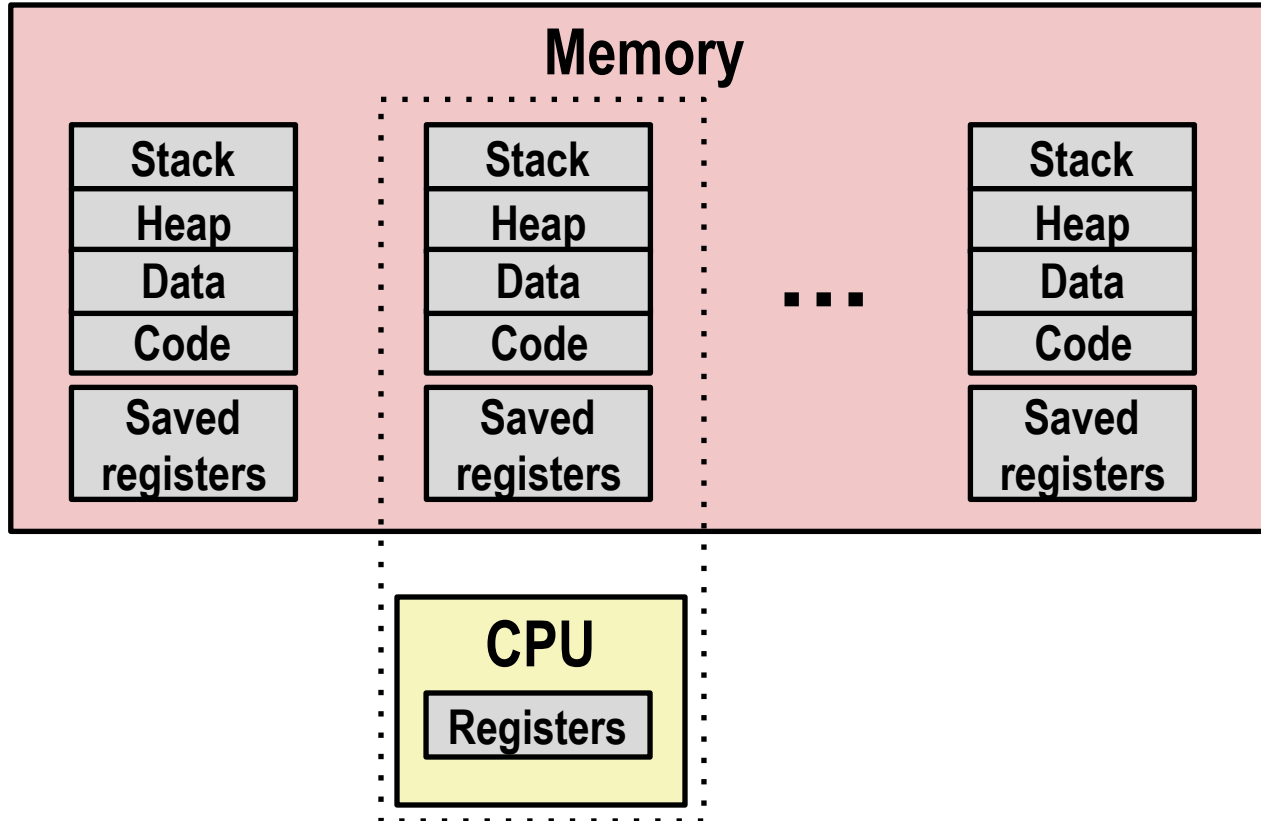 Memory
Stack
Heap
Data
Code
Saved
registers
Stack
Heap
Data
Code
Saved
registers
...
Stack
Heap
Data
Code
Saved
registers
CPU
Registers